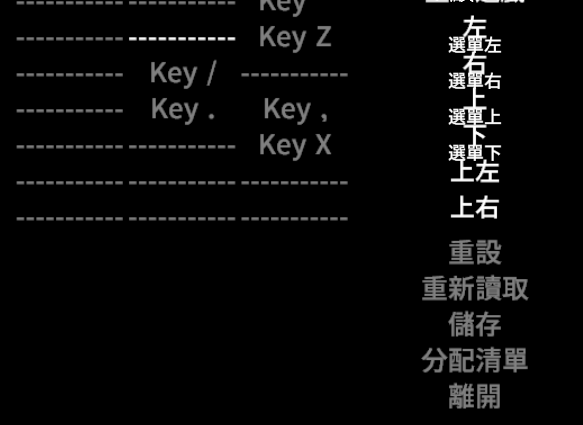 ----------- ----------- Key
----------- ----------- Key Z 左
選單左
----------- Key / ----------- 右
選單右
----------- Key . Key , 上
選單上
----------- ----------- Key X 下
選單下
----------- ----------- ----------- 上左
----------- ----------- ----------- 上右
重設
重新讀取
儲存
分配清單
離開